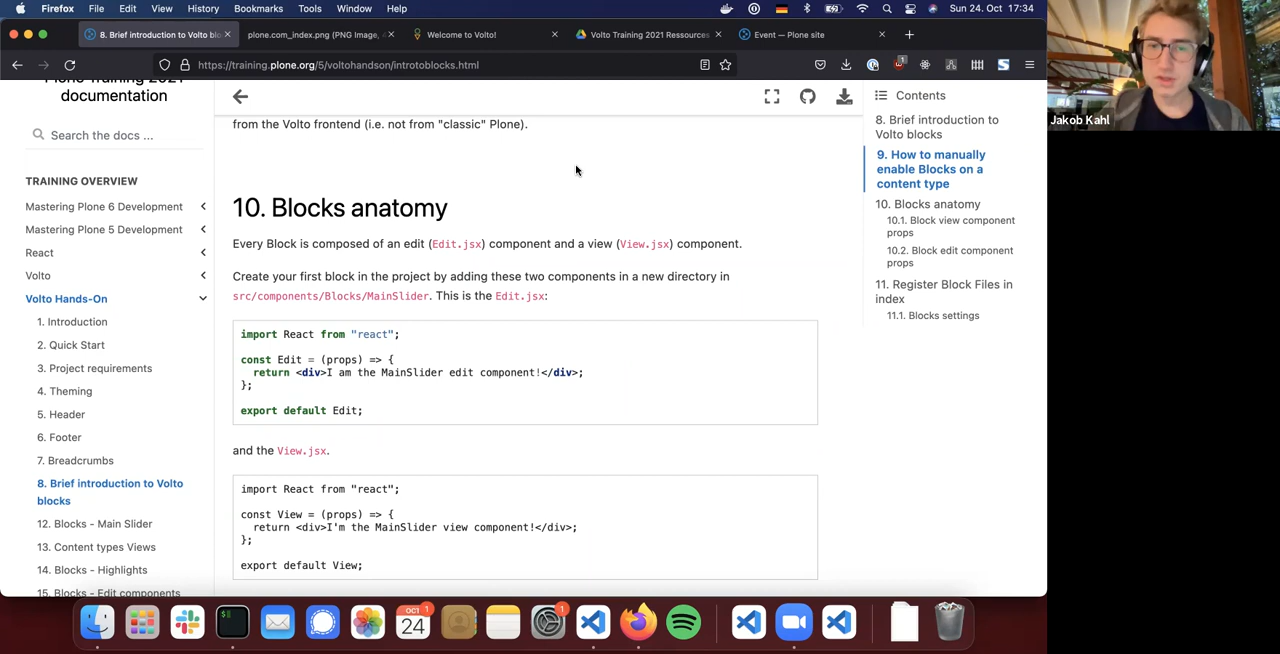 Firefox File Edit View History Bookmarks Tools Window Help Sun 24. Oct 17:34
8. Brief introduction to Volto blo
plone.com_index.png (PNG Image, 4
Welcome to Volto!
Volto Training 2021 Ressources
Event — Plone site
https://training.plone.org/5/voltohandson/introtoblocks.html
Jakob Kahl
Plone Training 2021
documentation
Search the docs ...
TRAINING OVERVIEW
Mastering Plone 6 Development
Mastering Plone 5 Development
React
Volto
Volto Hands-On
1. Introduction
2. Quick Start
3. Project requirements
4. Theming
5. Header
6. Footer
7. Breadcrumbs
8. Brief introduction to Volto
blocks
12. Blocks - Main Slider
13. Content types Views
14. Blocks - Highlights
15. Blocks - Edit components
from the Volto frontend (i.e. not from "classic" Plone).
10. Blocks anatomy
Every Block is composed of an edit (Edit.jsx) component and a view (View.jsx) component.
Create your first block in the project by adding these two components in a new directory in
src/components/Blocks/MainSlider. This is the Edit.jsx:
import React from "react";
const Edit = (props) => {
return <div>I am the MainSlider edit component!</div>;
};
export default Edit;
and the View.jsx.
import React from "react";
const View = (props) => {
return <div>I'm the MainSlider view component!</div>;
};
export default View;
Contents
8. Brief introduction to
Volto blocks
9. How to manually
enable Blocks on a
content type
10. Blocks anatomy
10.1. Block view component
props
10.2. Block edit component
props
11. Register Block Files in
index
11.1. Blocks settings
OCT
24
1
1
1
$